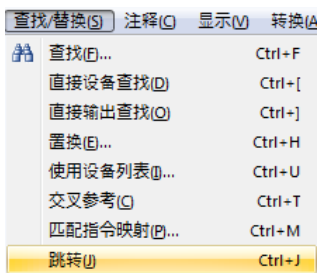 查找/替换(S) 注释(C) 显示(V) 转换(A
查找(F)... Ctrl+F
直接设备查找(D) Ctrl+[
直接输出查找(O) Ctrl+]
置换(E)... Ctrl+H
使用设备列表(I)... Ctrl+U
交叉参考(C) Ctrl+T
匹配指令映射(P)... Ctrl+M
跳转(J) Ctrl+J